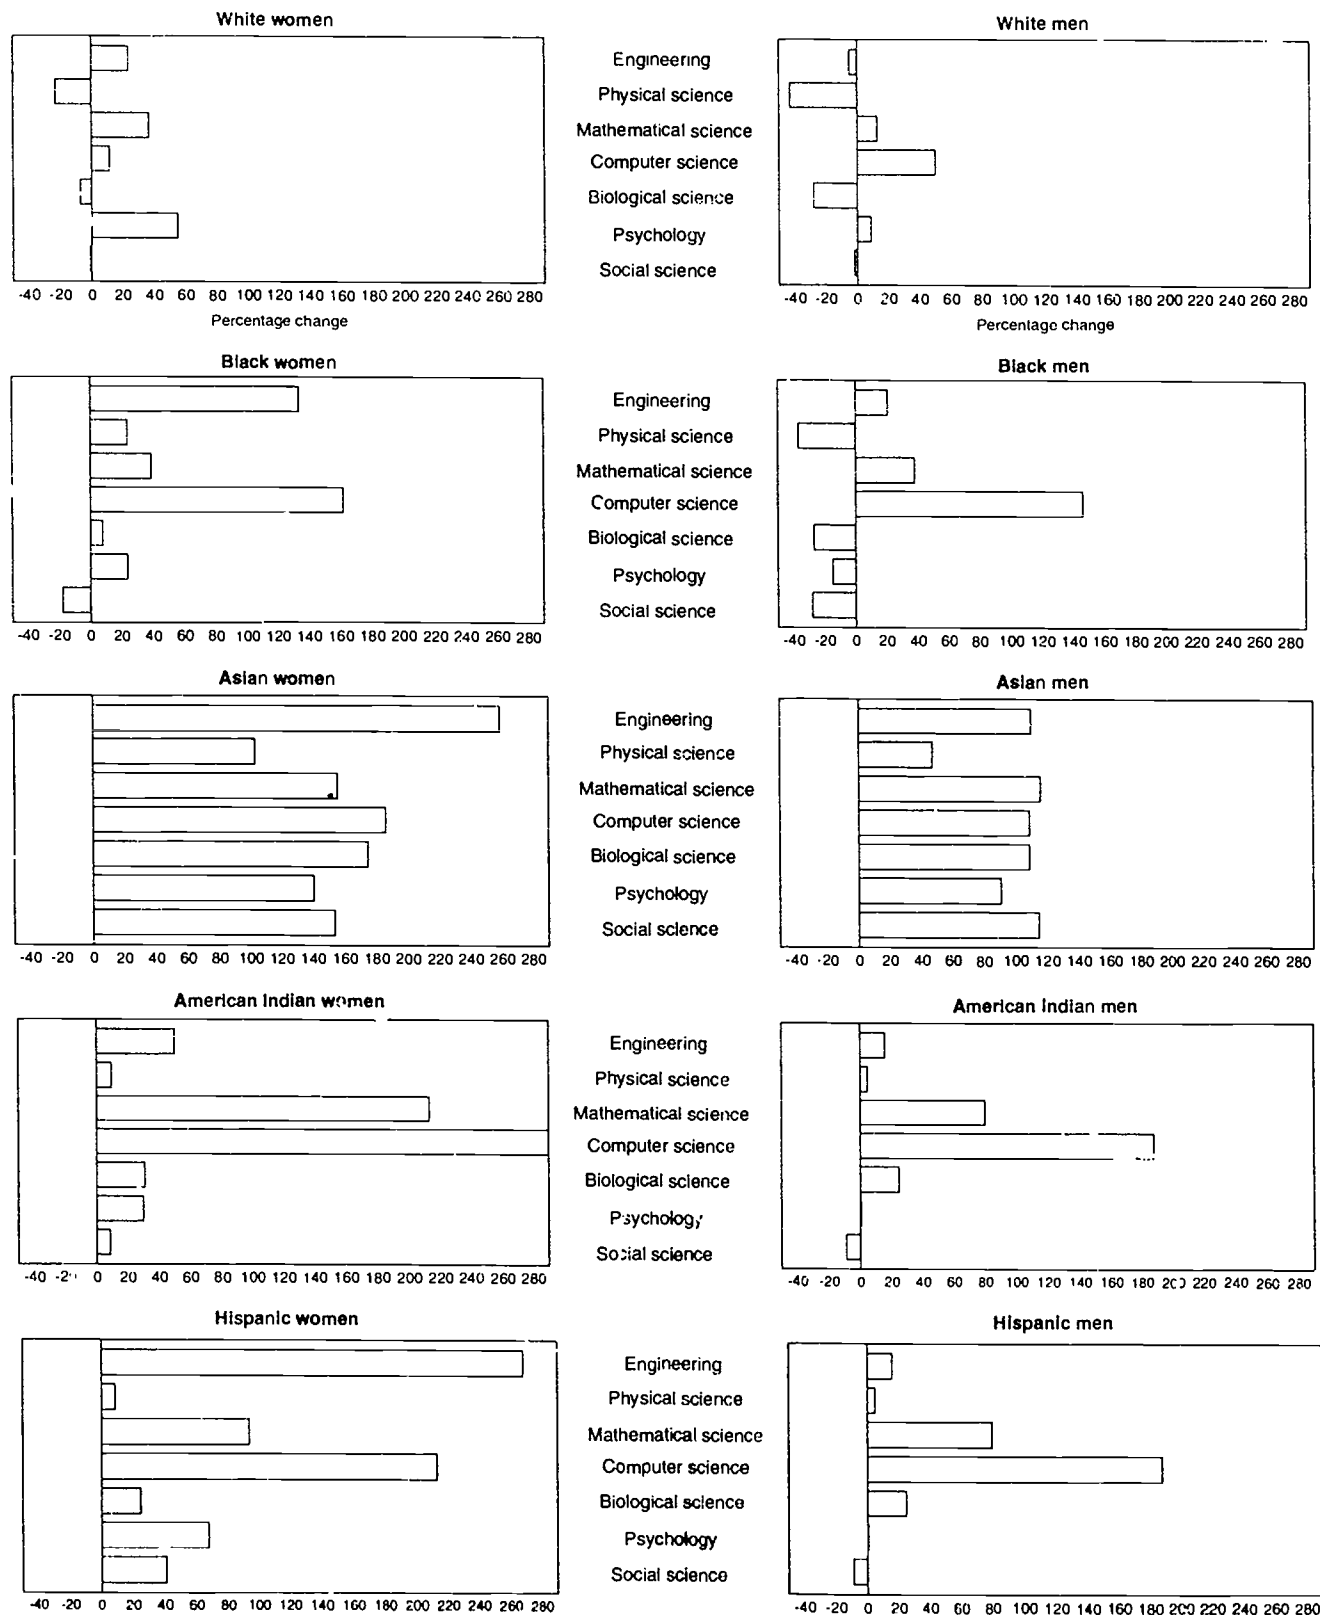 White women
White men
Engineering
Physical science
Mathematical science
Computer science
Biological science
Psychology
Social science
-40 -20 0 20 40 60 80 100 120 140 160 180 200 220 240 260 280
-40 -20 0 20 40 60 80 100 120 140 160 180 200 220 240 260 280
Percentage change
Percentage change
Black women
Black men
Engineering
Physical science
Mathematical science
Computer science
Biological science
Psychology
Social science
-40 -20 0 20 40 60 80 100 120 140 160 180 200 220 240 260 280
-40 -20 0 20 40 60 80 100 120 140 160 180 200 220 240 260 280
Asian women
Asian men
Engineering
Physical science
Mathematical science
Computer science
Biological science
Psychology
Social science
-40 -20 0 20 40 60 80 100 120 140 160 180 200 220 240 260 280
-40 -20 0 20 40 60 80 100 120 140 160 180 200 220 240 260 280
American Indian women
American Indian men
Engineering
Physical science
Mathematical science
Computer science
Biological science
Psychology
Social science
-40 -20 0 20 40 60 80 100 120 140 160 180 200 220 240 260 280
-40 -20 0 20 40 60 80 100 120 140 160 180 200 220 240 260 280
Hispanic women
Hispanic men
Engineering
Physical science
Mathematical science
Computer science
Biological science
Psychology
Social science
-40 -20 0 20 40 60 80 100 120 140 160 180 200 220 240 260 280
-40 -20 0 20 40 60 80 100 120 140 160 180 200 220 240 260 280